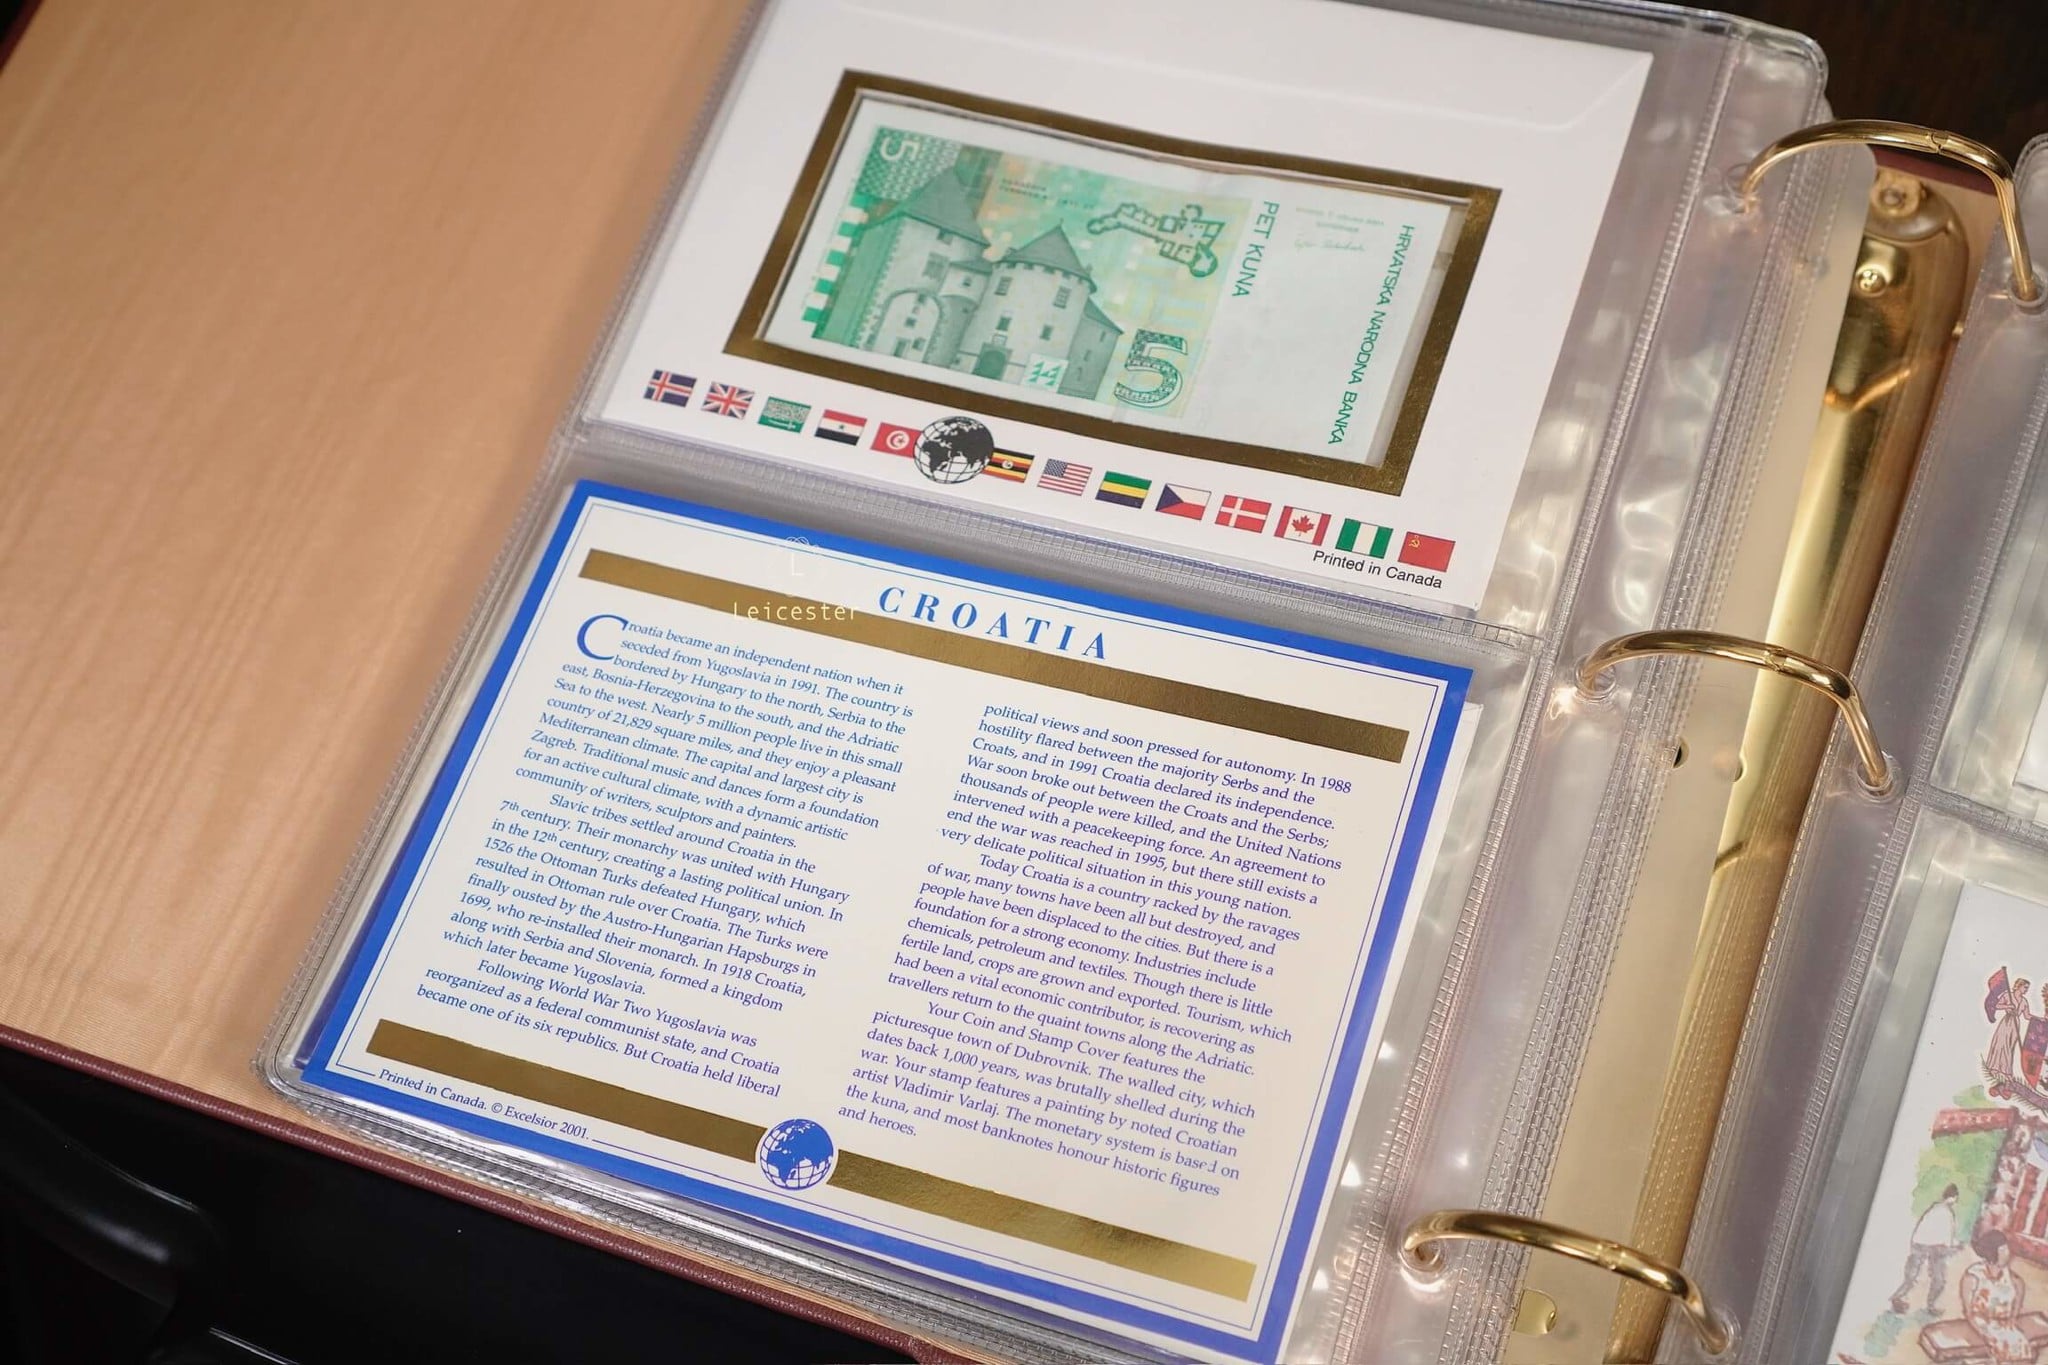 5
PET KUNA
HRVATSKA NARODNA BANKA
5
Printed in Canada
Leicester
CROATIA
Croatia became an independent nation when it
seceded from Yugoslavia in 1991. The country is
bordered by Hungary to the north, Serbia to the
east, Bosnia-Herzegovina to the south, and the Adriatic
Sea to the west. Nearly 5 million people live in this small
country of 21,829 square miles, and they enjoy a pleasant
Mediterranean climate. The capital and largest city is
Zagreb. Traditional music and dances form a foundation
for an active cultural climate, with a dynamic artistic
community of writers, sculptors and painters.
Slavic tribes settled around Croatia in the
7th century. Their monarchy was united with Hungary
in the 12th century, creating a lasting political union. In
1526 the Ottoman Turks defeated Hungary, which
resulted in Ottoman rule over Croatia. The Turks were
finally ousted by the Austro-Hungarian Hapsburgs in
1699, who re-installed their monarch. In 1918 Croatia,
along with Serbia and Slovenia, formed a kingdom
which later became Yugoslavia.
Following World War Two Yugoslavia was
reorganized as a federal communist state, and Croatia
became one of its six republics. But Croatia held liberal
political views and soon pressed for autonomy. In 1988
hostility flared between the majority Serbs and the
Croats, and in 1991 Croatia declared its independence.
War soon broke out between the Croats and the Serbs;
thousands of people were killed, and the United Nations
intervened with a peacekeeping force. An agreement to
end the war was reached in 1995, but there still exists a
very delicate political situation in this young nation.
Today Croatia is a country racked by the ravages
of war, many towns have been all but destroyed, and
people have been displaced to the cities. But there is a
foundation for a strong economy. Industries include
chemicals, petroleum and textiles. Though there is little
fertile land, crops are grown and exported. Tourism, which
had been a vital economic contributor, is recovering as
travellers return to the quaint towns along the Adriatic.
Your Coin and Stamp Cover features the
picturesque town of Dubrovnik. The walled city, which
dates back 1,000 years, was brutally shelled during the
war. Your stamp features a painting by noted Croatian
artist Vladimir Varlaj. The monetary system is based on
the kuna, and most banknotes honour historic figures
and heroes.
Printed in Canada. © Excelsior 2001.